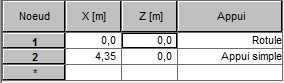 Noeud X [m] Z [m] Appui
1 0,0 0,0 Rotule
2 4,35 0,0 Appui simple
*